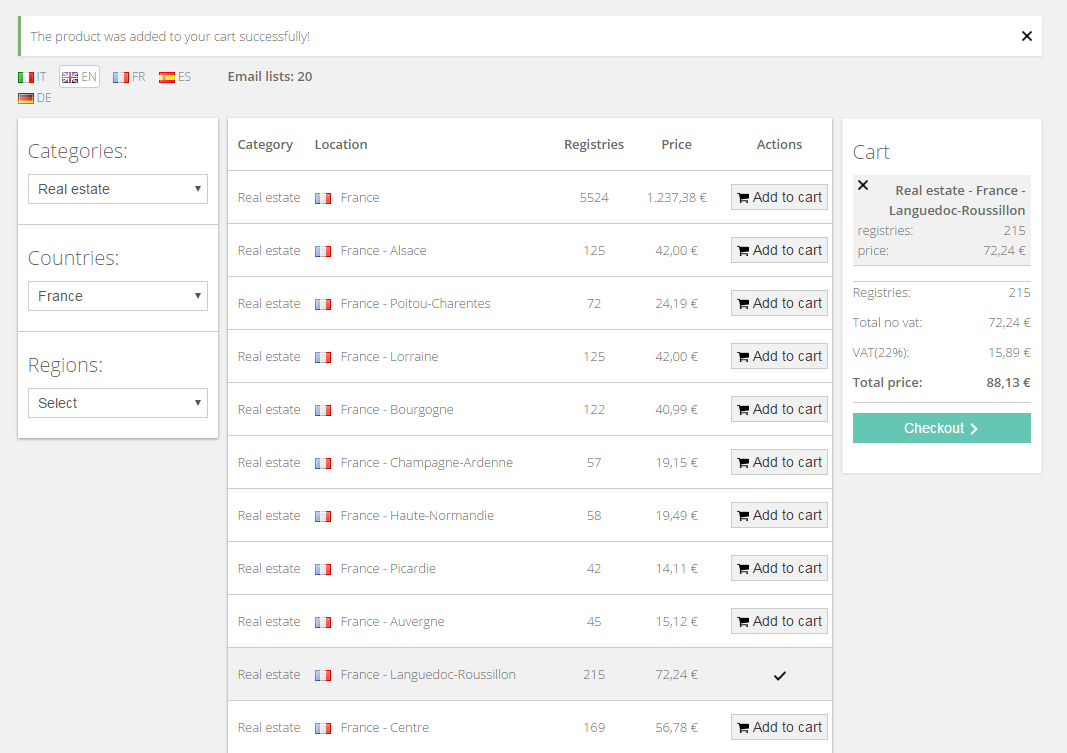 The product was added to your cart successfully!
IT EN FR ES
DE
Email lists: 20
Categories:
Real estate
Countries:
France
Regions:
Select
Category Location Registries Price Actions
Real estate France 5524 1.237,38 € Add to cart
Real estate France - Alsace 125 42,00 € Add to cart
Real estate France - Poitou-Charentes 72 24,19 € Add to cart
Real estate France - Lorraine 125 42,00 € Add to cart
Real estate France - Bourgogne 122 40,99 € Add to cart
Real estate France - Champagne-Ardenne 57 19,15 € Add to cart
Real estate France - Haute-Normandie 58 19,49 € Add to cart
Real estate France - Picardie 42 14,11 € Add to cart
Real estate France - Auvergne 45 15,12 € Add to cart
Real estate France - Languedoc-Roussillon 215 72,24 €
Real estate France - Centre 169 56,78 € Add to cart
Cart
Real estate - France -
Languedoc-Roussillon
registries: 215
price: 72,24 €
Registries: 215
Total no vat: 72,24 €
VAT(22%): 15,89 €
Total price: 88,13 €
Checkout